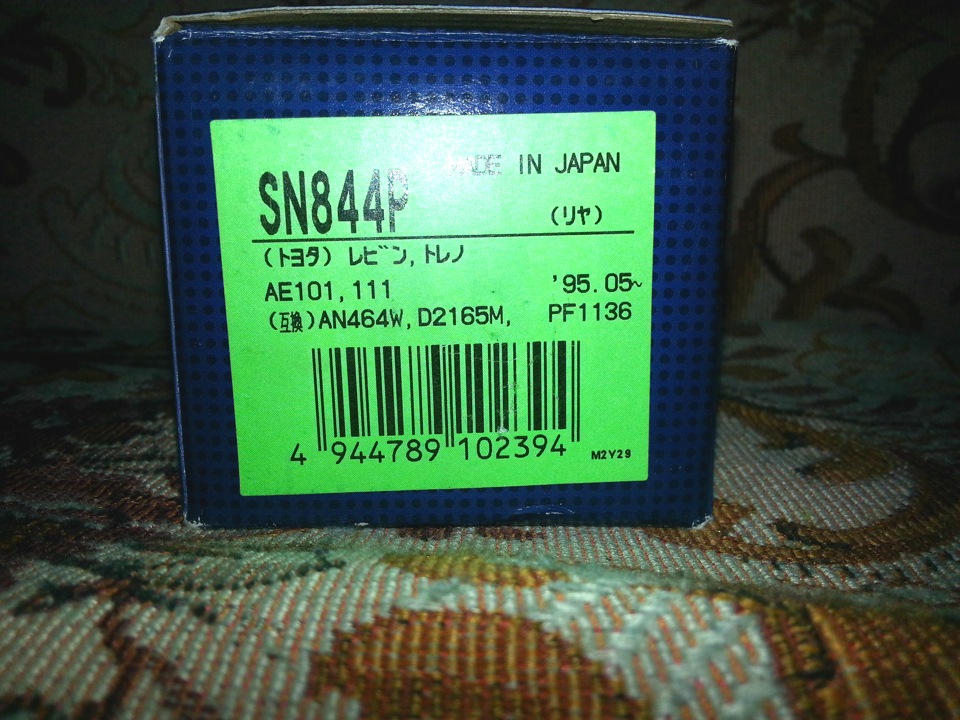 MADE IN JAPAN
SN844P (リヤ)
(トヨタ) レビン,トレノ
AE101,111 '95.05~
(互換)AN464W,D2165M, PF1136
4 944789 102394 M2Y29